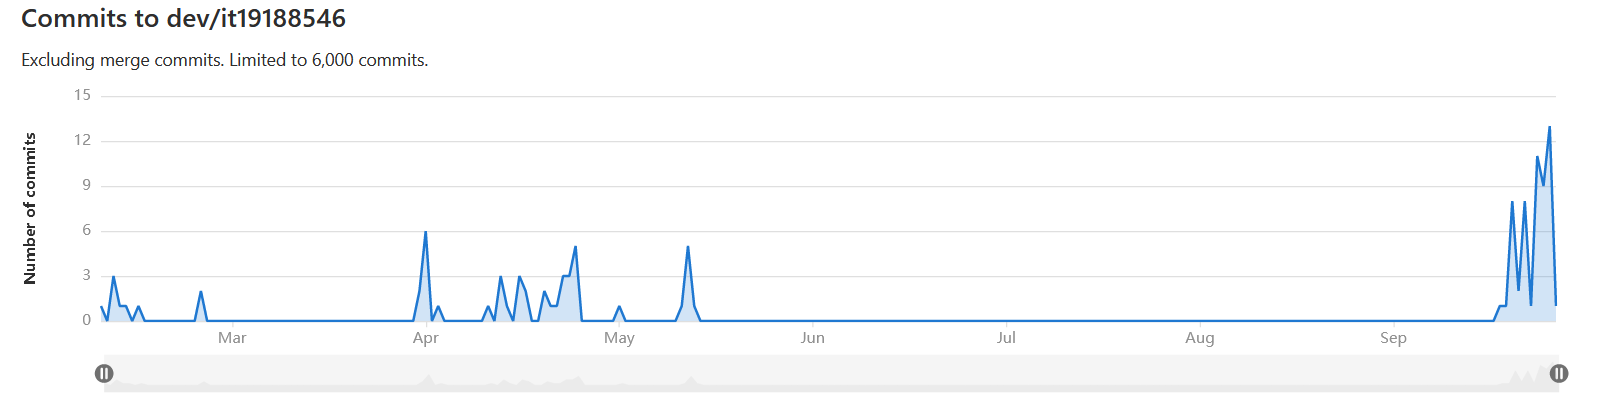 Commits to dev/it19188546
Excluding merge commits. Limited to 6,000 commits.
Number of commits
15
12
9
6
3
0
Mar Apr May Jun Jul Aug Sep